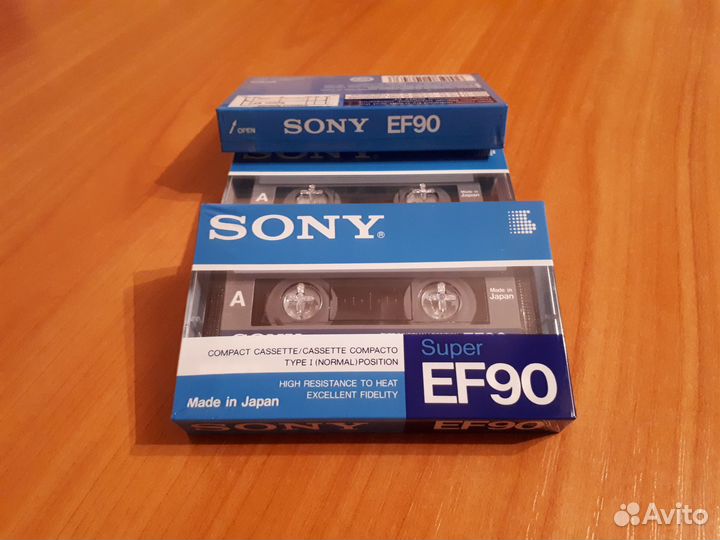 OPEN SONY EF90
A
Made in
Japan
SONY®
A
Made in
Japan
COMPACT CASSETTE/CASSETTE COMPACTO
TYPE I (NORMAL) POSITION
HIGH RESISTANCE TO HEAT
EXCELLENT FIDELITY
Made in Japan
Super
EF90
SONY EF90
Avito